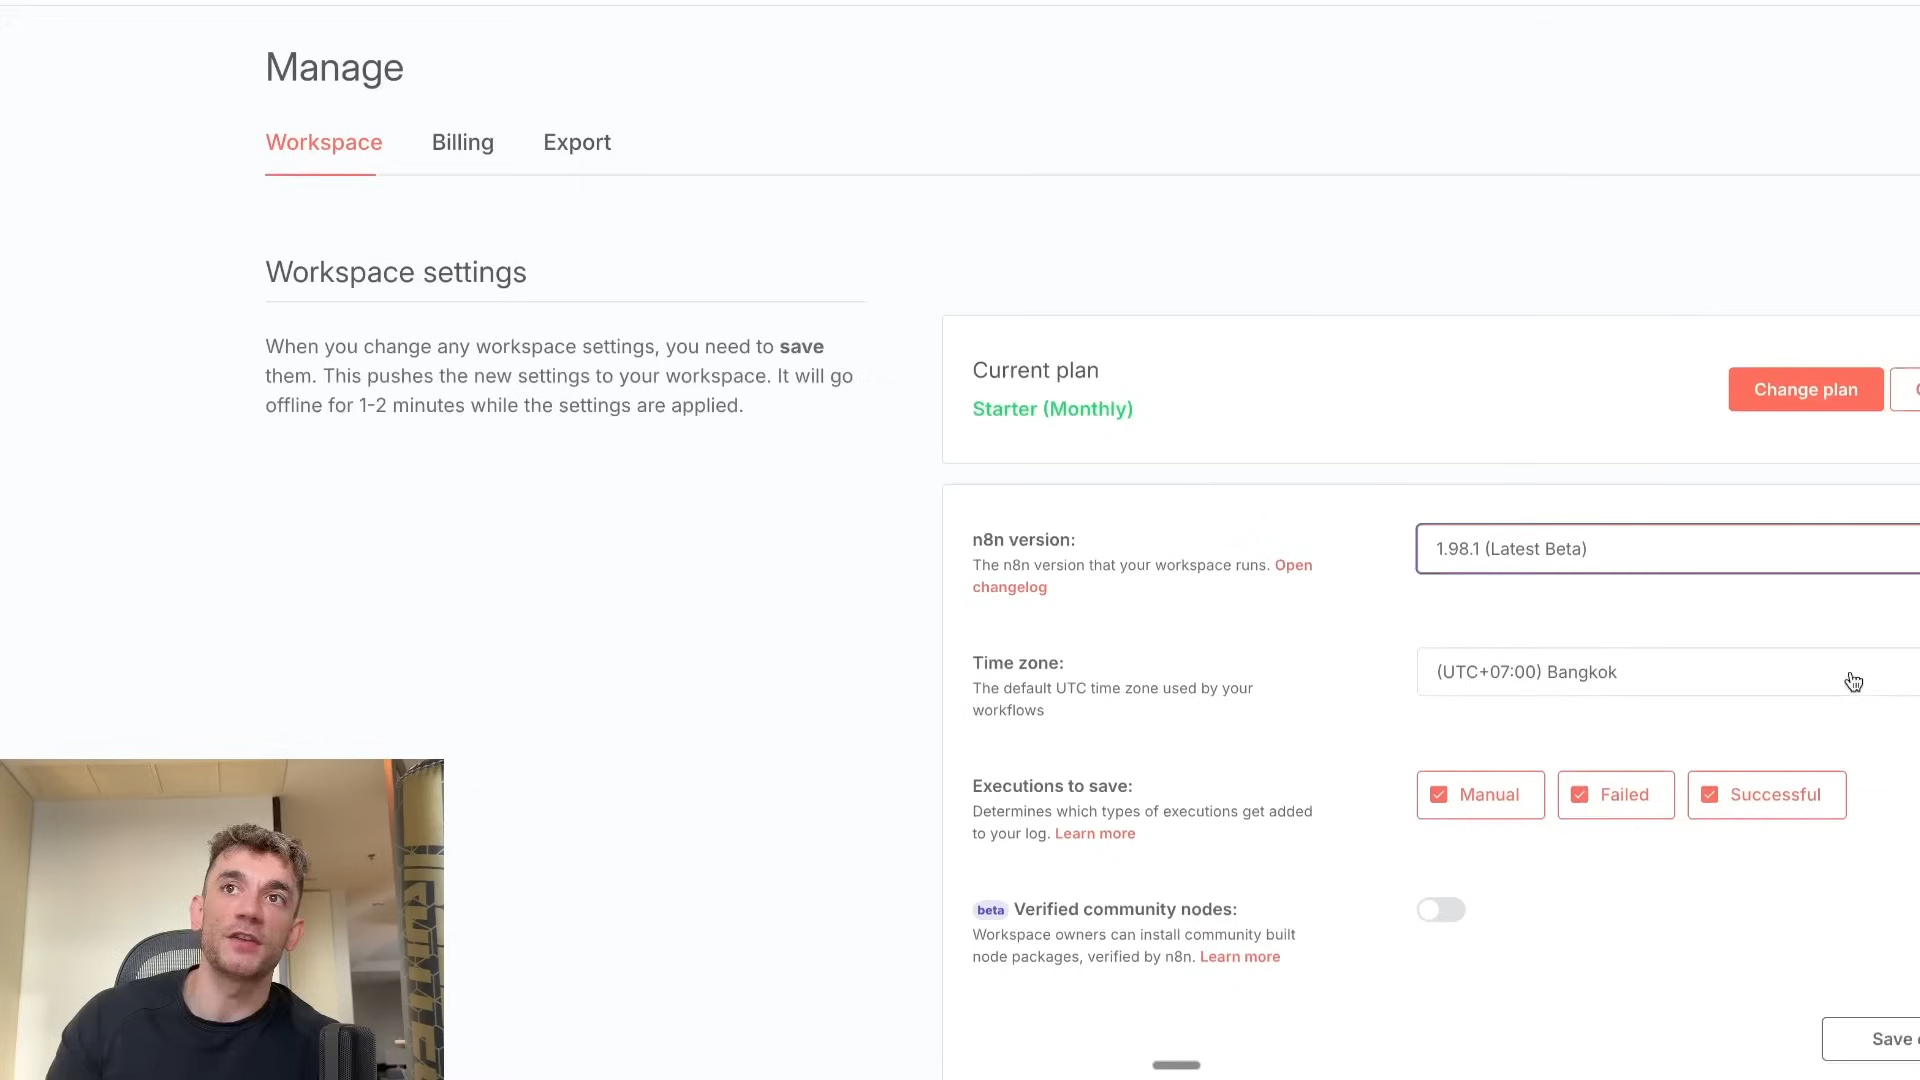 Manage
Workspace Billing Export
Workspace settings
When you change any workspace settings, you need to save
them. This pushes the new settings to your workspace. It will go
offline for 1-2 minutes while the settings are applied.
Current plan
Starter (Monthly)
Change plan
n8n version:
The n8n version that your workspace runs. Open
changelog
1.98.1 (Latest Beta)
Time zone:
The default UTC time zone used by your
workflows
(UTC+07:00) Bangkok
Executions to save:
Determines which types of executions get added
to your log. Learn more
Manual Failed Successful
beta Verified community nodes:
Workspace owners can install community built
node packages, verified by n8n. Learn more
Save